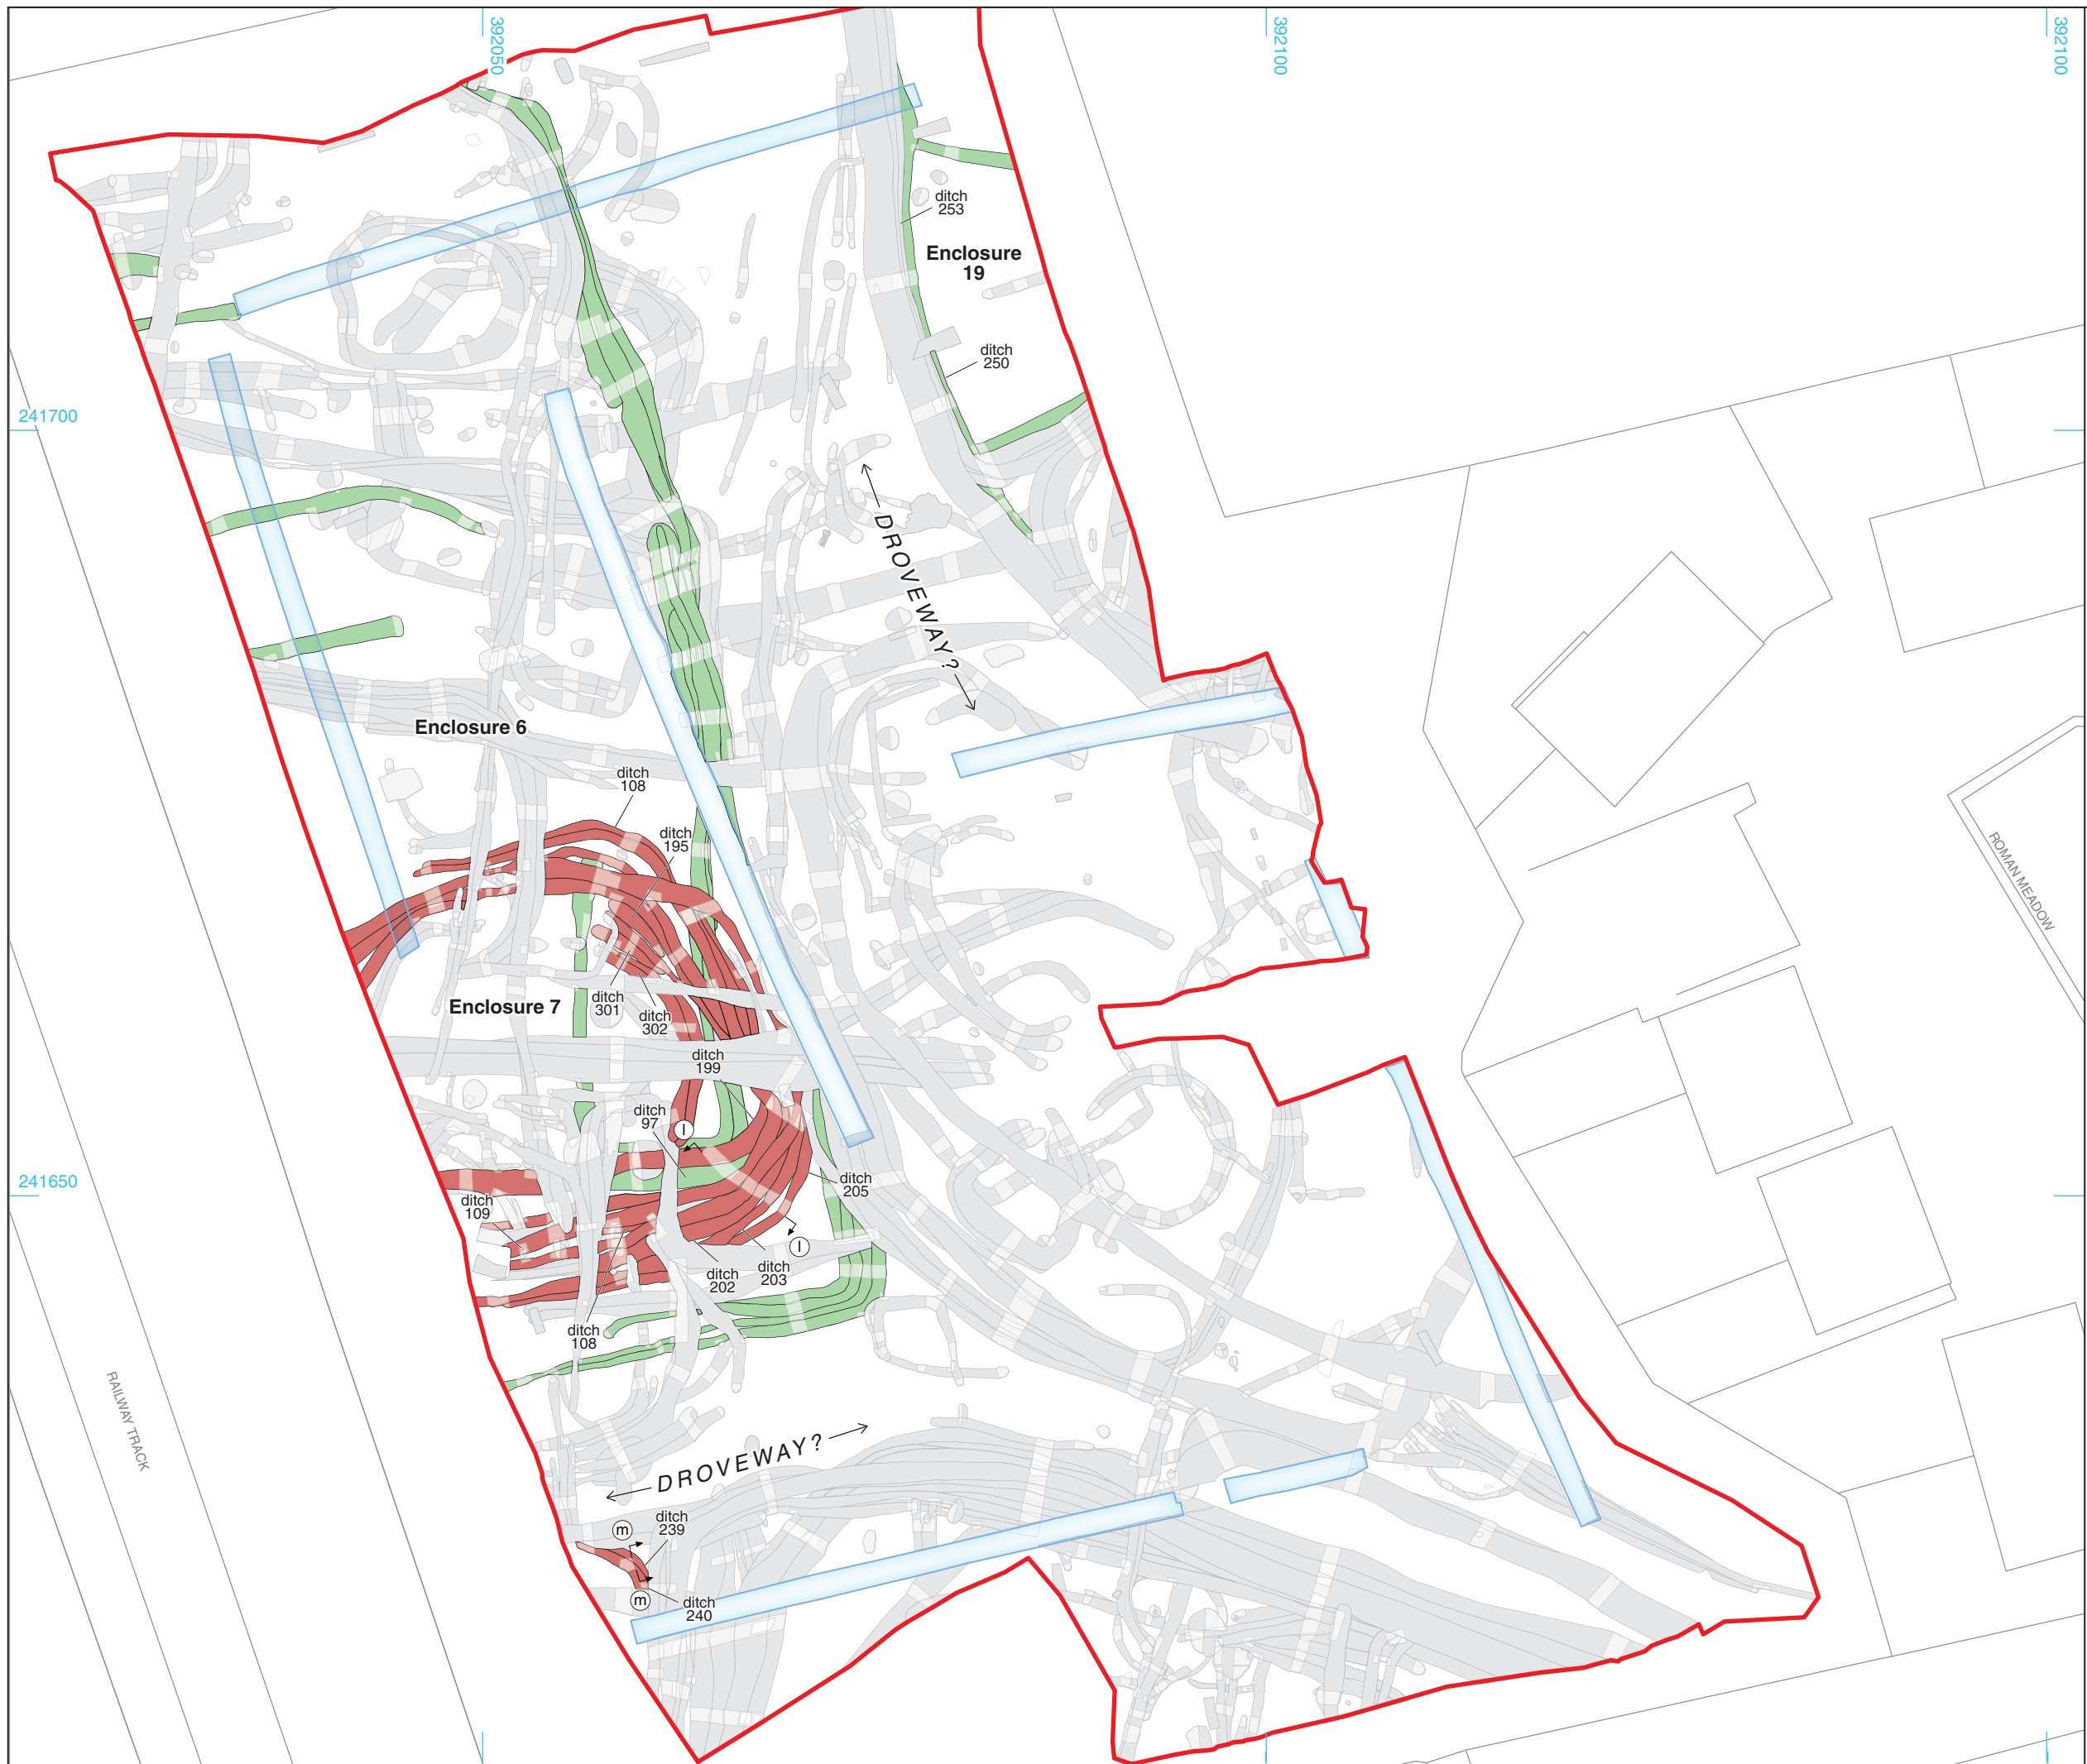 392050
392100
392100
ditch
253
Enclosure
19
ditch
250
241700
DROVEWAY?
Enclosure 6
ditch
108
ditch
195
ROMAN MEADOW
Enclosure 7
ditch
301
ditch
302
ditch
199
ditch
97
l
241650
ditch
205
ditch
109
l
ditch
203
ditch
202
ditch
108
RAILWAY TRACK
DROVEWAY?
m
ditch
239
m
ditch
240